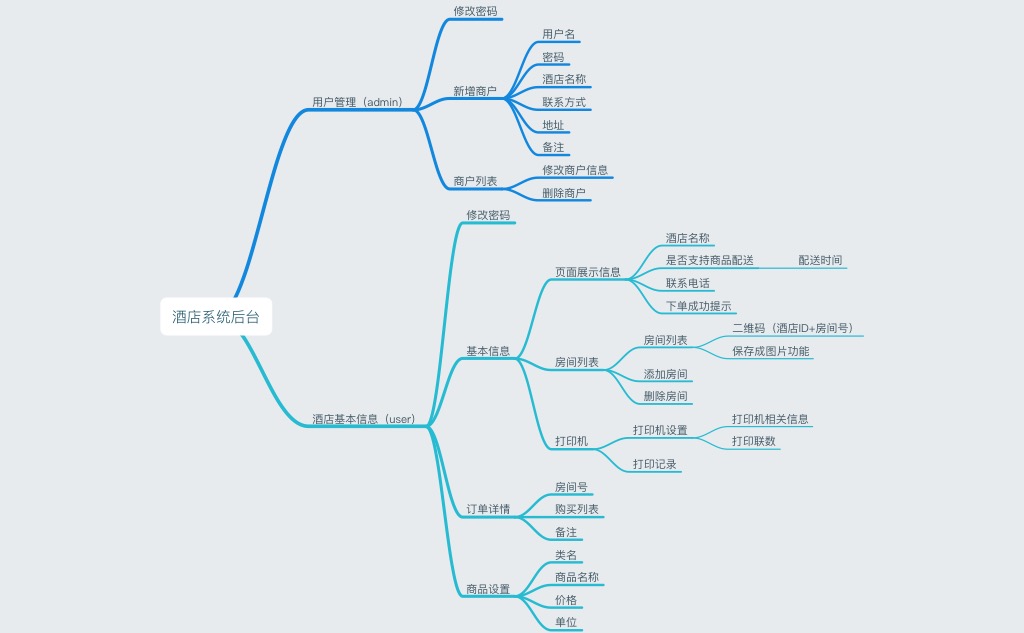 修改密码
用户名
密码
酒店名称
新增商户
用户管理（admin）
联系方式
地址
备注
修改商户信息
商户列表
删除商户
修改密码
酒店名称
是否支持商品配送
配送时间
页面展示信息
联系电话
下单成功提示
酒店系统后台
二维码（酒店ID+房间号）
房间列表
基本信息
保存成图片功能
房间列表
添加房间
删除房间
酒店基本信息（user）
打印机相关信息
打印机设置
打印机
打印联数
打印记录
房间号
订单详情
购买列表
备注
类名
商品名称
商品设置
价格
单位